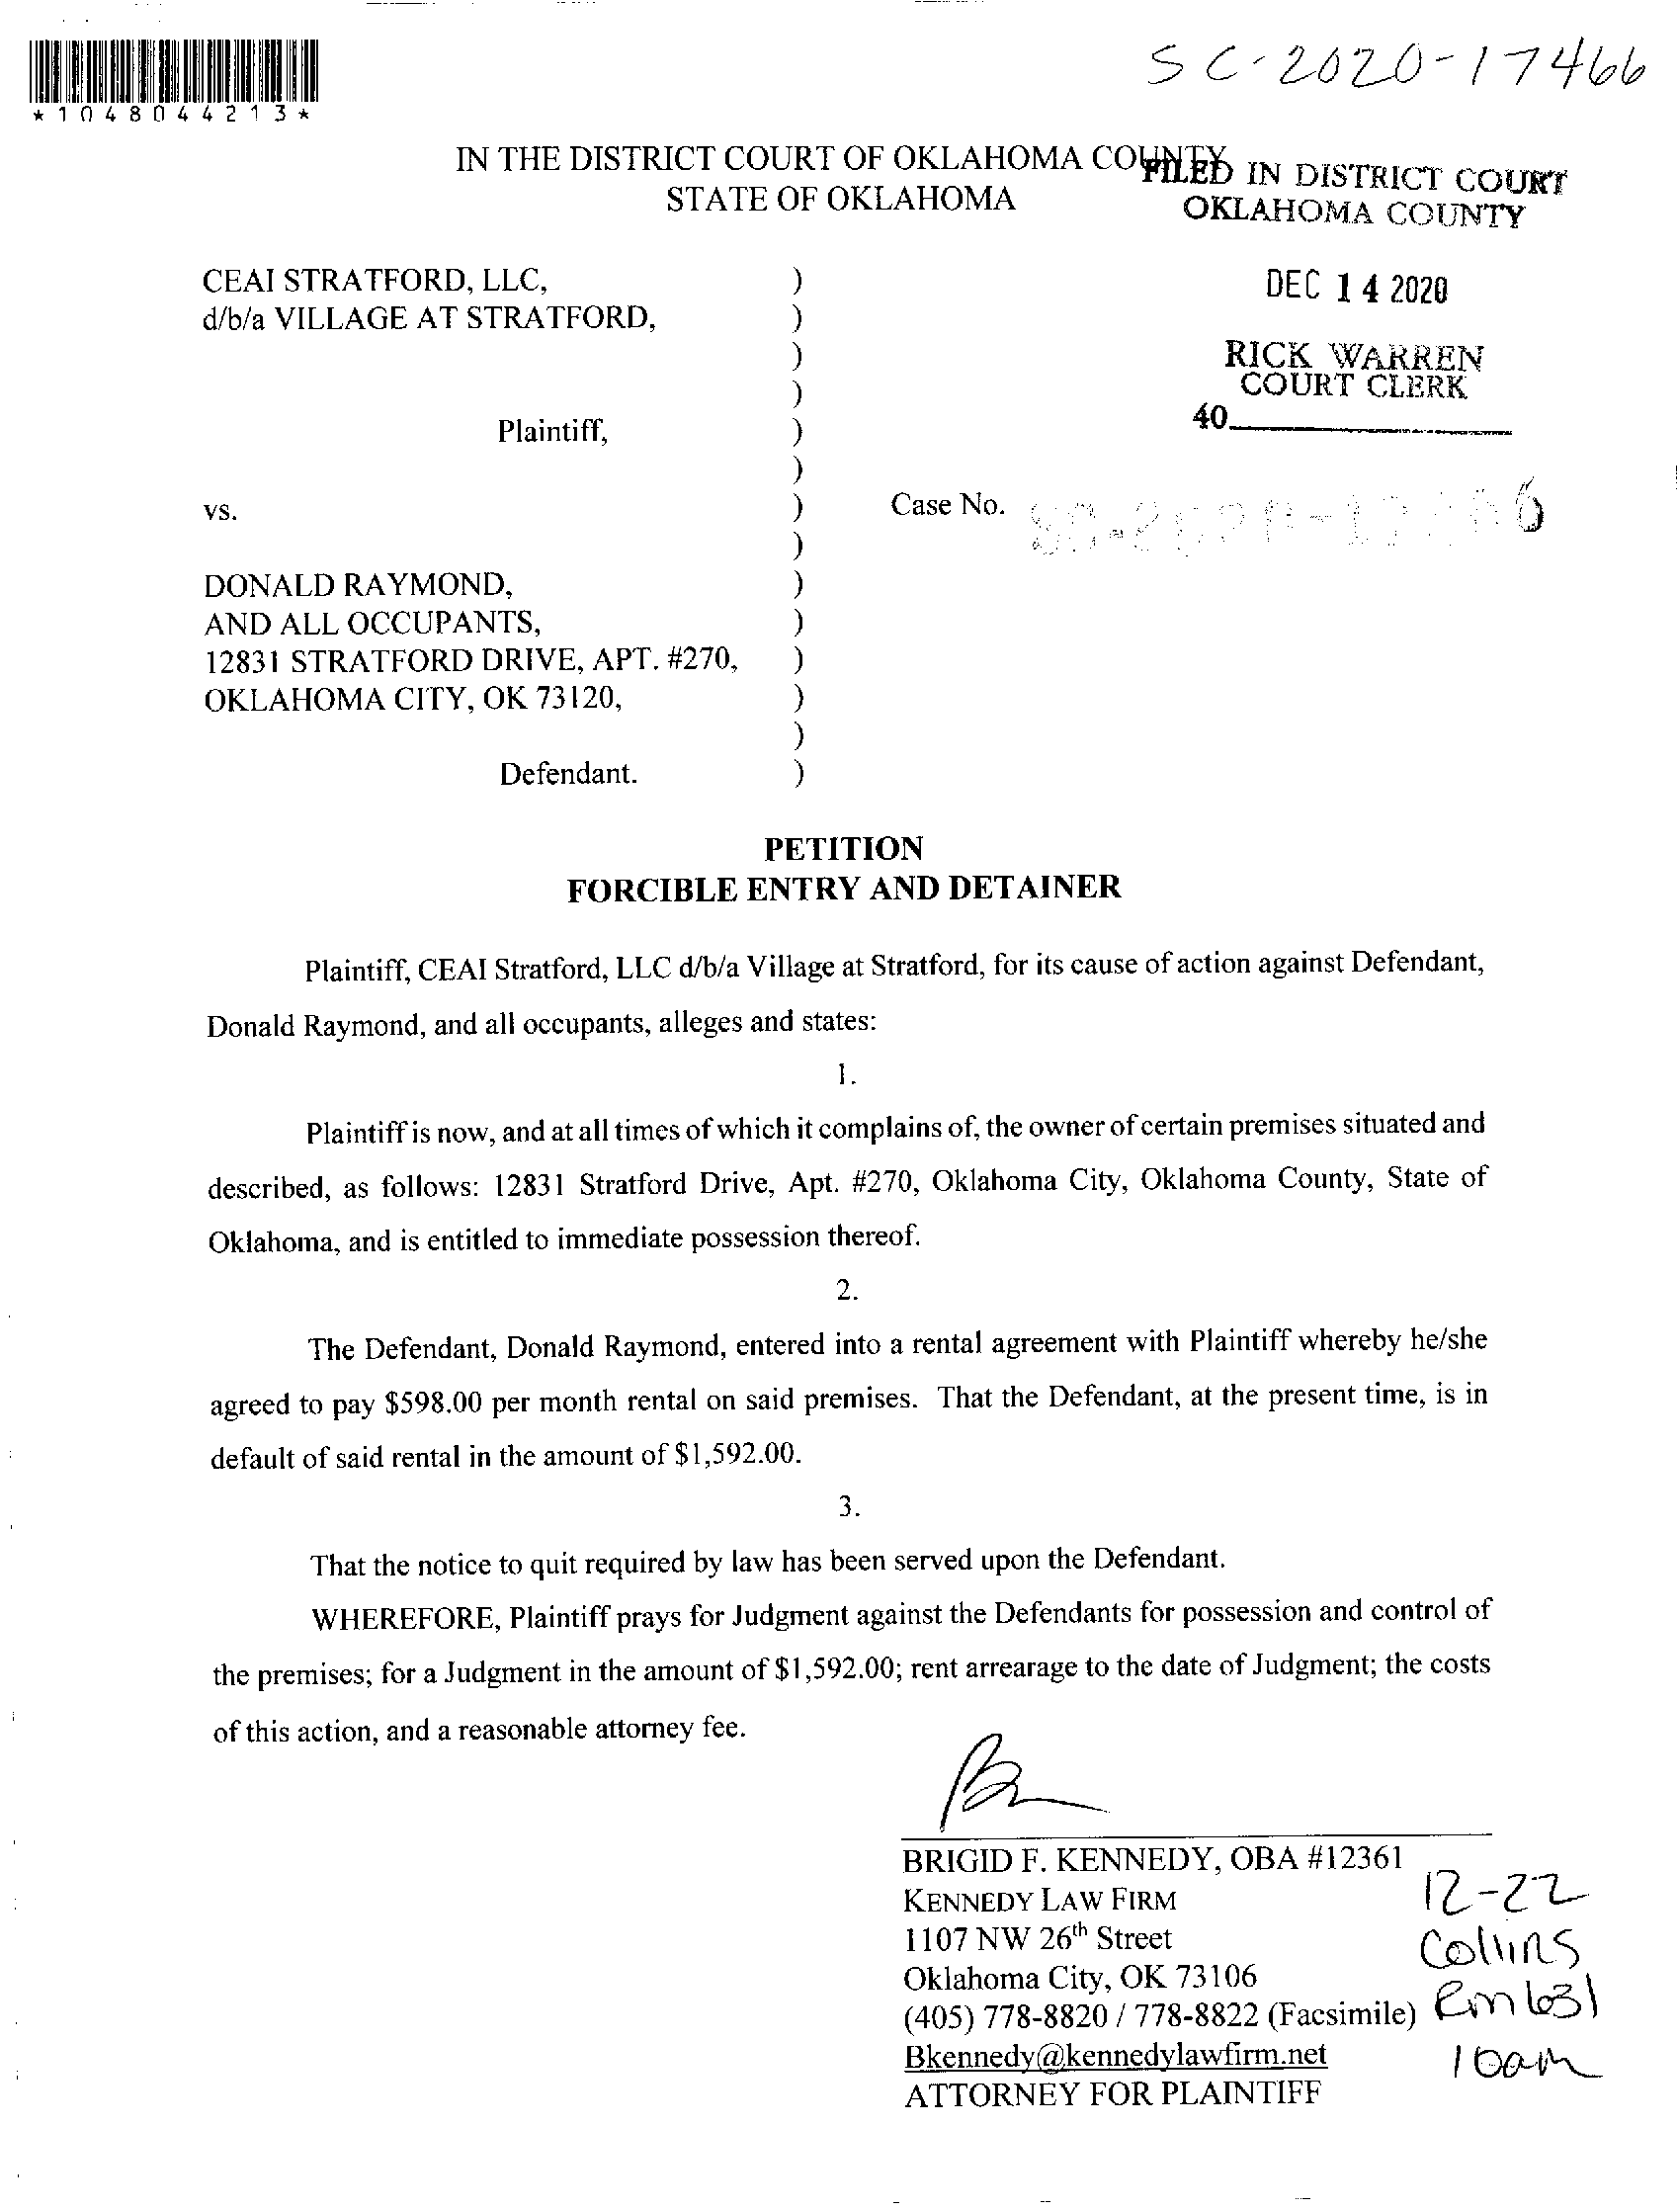 *1048044213*
SC-2020-17466
IN THE DISTRICT COURT OF OKLAHOMA COUNTY
STATE OF OKLAHOMA
FILED IN DISTRICT COURT
OKLAHOMA COUNTY
DEC 14 2020
RICK WARREN
COURT CLERK
40
CEAI STRATFORD, LLC, )
d/b/a VILLAGE AT STRATFORD, )
)
)
Plaintiff, )
)
vs. ) Case No.
)
DONALD RAYMOND, )
AND ALL OCCUPANTS, )
12831 STRATFORD DRIVE, APT. #270, )
OKLAHOMA CITY, OK 73120, )
)
Defendant. )
PETITION
FORCIBLE ENTRY AND DETAINER
Plaintiff, CEAI Stratford, LLC d/b/a Village at Stratford, for its cause of action against Defendant,
Donald Raymond, and all occupants, alleges and states:
1.
Plaintiff is now, and at all times of which it complains of, the owner of certain premises situated and
described, as follows: 12831 Stratford Drive, Apt. #270, Oklahoma City, Oklahoma County, State of
Oklahoma, and is entitled to immediate possession thereof.
2.
The Defendant, Donald Raymond, entered into a rental agreement with Plaintiff whereby he/she
agreed to pay $598.00 per month rental on said premises. That the Defendant, at the present time, is in
default of said rental in the amount of $1,592.00.
3.
That the notice to quit required by law has been served upon the Defendant.
WHEREFORE, Plaintiff prays for Judgment against the Defendants for possession and control of
the premises; for a Judgment in the amount of $1,592.00; rent arrearage to the date of Judgment; the costs
of this action, and a reasonable attorney fee.
BRIGID F. KENNEDY, OBA #12361
KENNEDY LAW FIRM
1107 NW 26th Street
Oklahoma City, OK 73106
(405) 778-8820 / 778-8822 (Facsimile)
Bkennedy@kennedylawfirm.net
ATTORNEY FOR PLAINTIFF
12-22
Collins
Rm 631
10am